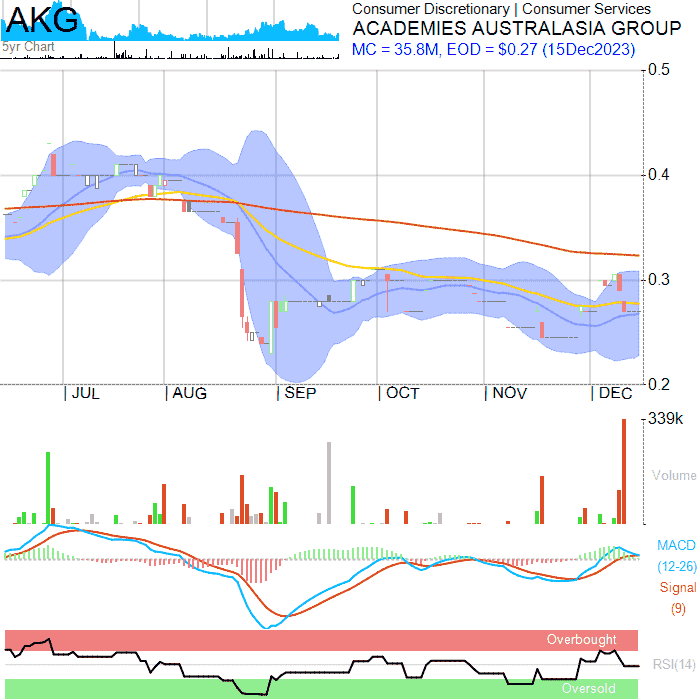 AKG
5yr Chart
Consumer Discretionary | Consumer Services
ACADEMIES AUSTRALASIA GROUP
MC = 35.8M, EOD = $0.27 (15Dec2023)
0.5
0.4
0.3
0.2
| JUL | AUG | SEP | OCT | NOV | DEC
339k
Volume
MACD
(12-26)
Signal
(9)
Overbought
RSI(14)
Oversold